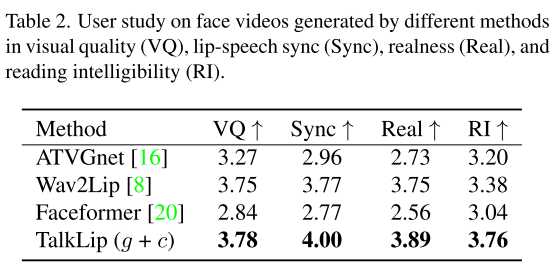 Table 2. User study on face videos generated by different methods
in visual quality (VQ), lip-speech sync (Sync), realness (Real), and
reading intelligibility (RI).
Method VQ ↑ Sync ↑ Real ↑ RI ↑
ATVGnet [16] 3.27 2.96 2.73 3.20
Wav2Lip [8] 3.75 3.77 3.75 3.38
Faceformer [20] 2.84 2.77 2.56 3.04
TalkLip (g + c) 3.78 4.00 3.89 3.76